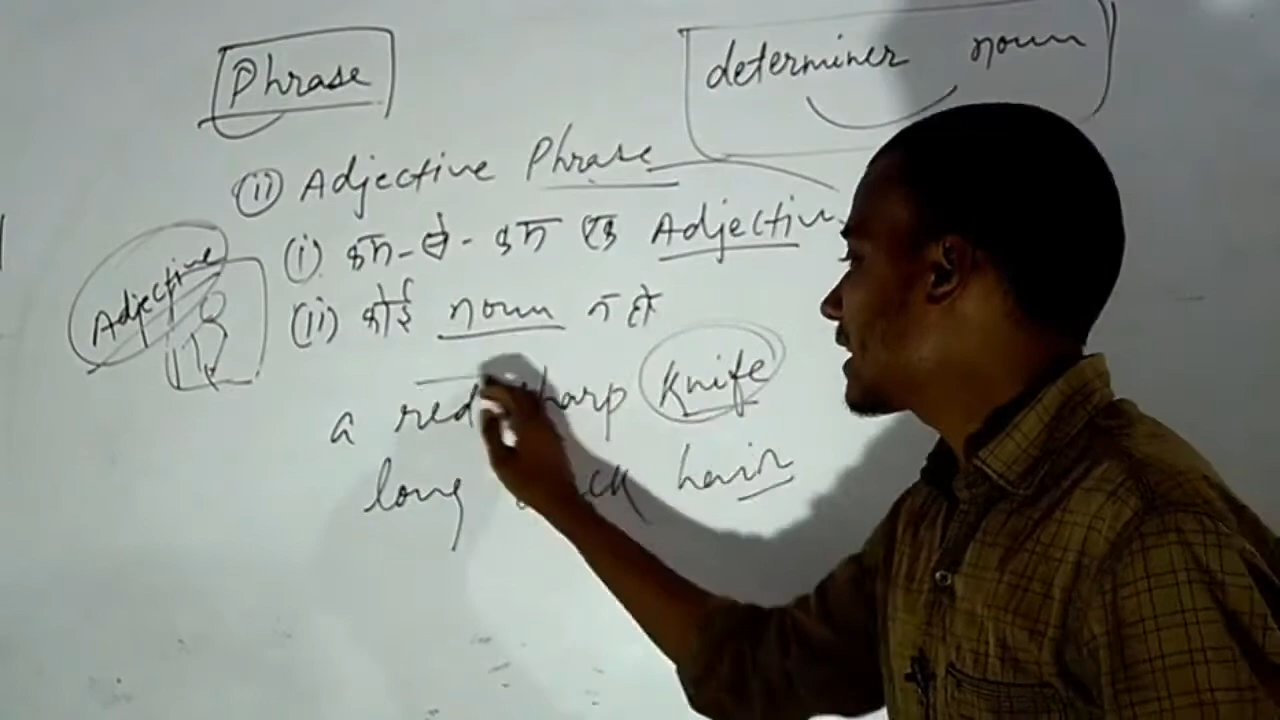 Phrase
determiner noun
(ii) Adjective Phrase
(i) कम-से-कम एक Adjective
(ii) कोई noun न हो
Adjective
a red sharp Knife
long hair